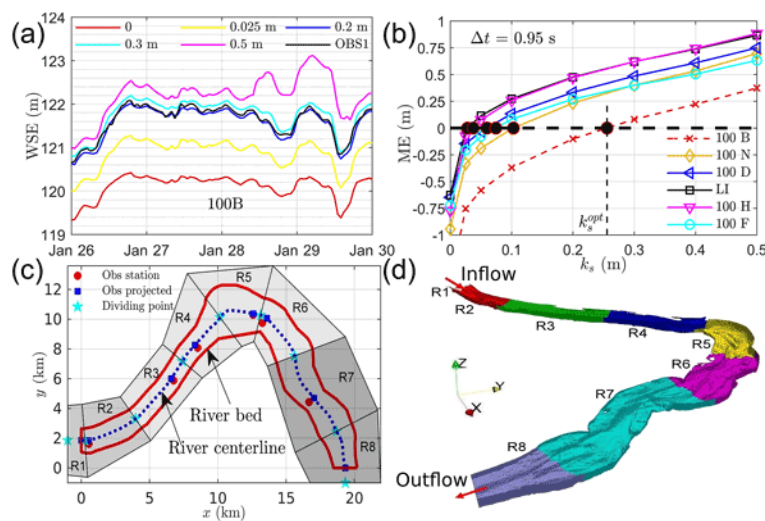 (a)
0 0.025 m 0.2 m
0.3 m 0.5 m OBS1
WSE (m)
124
123
122
121
120
119
100B
Jan 26 Jan 27 Jan 28 Jan 29 Jan 30
(b)
Δt = 0.95 s
ME (m)
1
0.75
0.5
0.25
0
-0.25
-0.5
-0.75
-1
k_s^opt
100 B
100 N
100 D
LI
100 H
100 F
0 0.1 0.2 0.3 0.4 0.5
k_s (m)
(c)
Obs station
Obs projected
Dividing point
y (km)
14
12
10
8
6
4
2
0
R1
R2
R3
R4
R5
R6
R7
R8
River bed
River centerline
0 5 10 15 20
x (km)
(d)
Inflow
R1
R2
R3
R4
R5
R6
R7
R8
Z
Y
X
Outflow